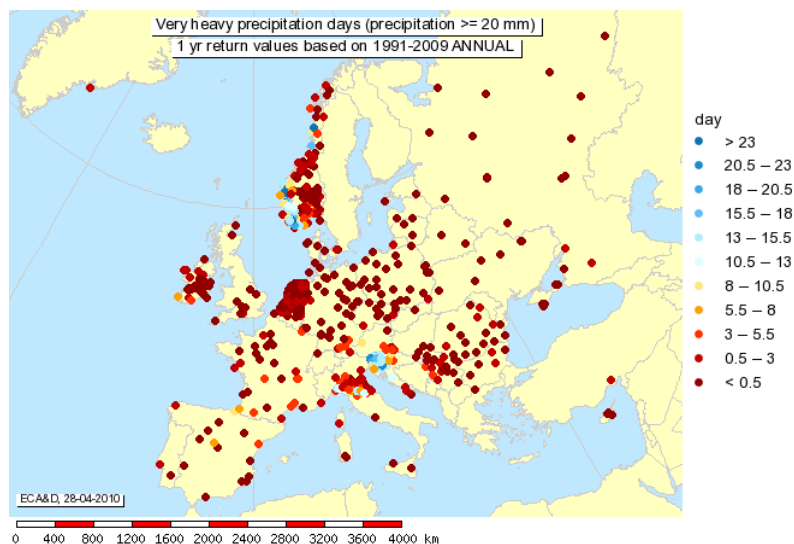 Very heavy precipitation days (precipitation >= 20 mm)
1 yr return values based on 1991-2009 ANNUAL
day
> 23
20.5 – 23
18 – 20.5
15.5 – 18
13 – 15.5
10.5 – 13
8 – 10.5
5.5 – 8
3 – 5.5
0.5 – 3
< 0.5
ECA&D, 28-04-2010
0 400 800 1200 1600 2000 2400 2800 3200 3600 4000 km